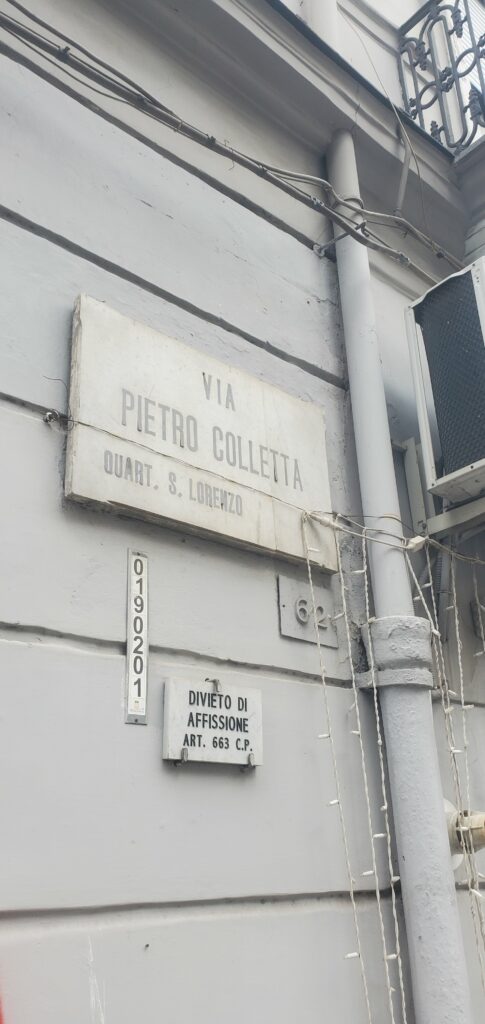 VIA
PIETRO COLLETTA
QUART. S. LORENZO
0190201
62
DIVIETO DI
AFFISSIONE
ART. 663 C.P.